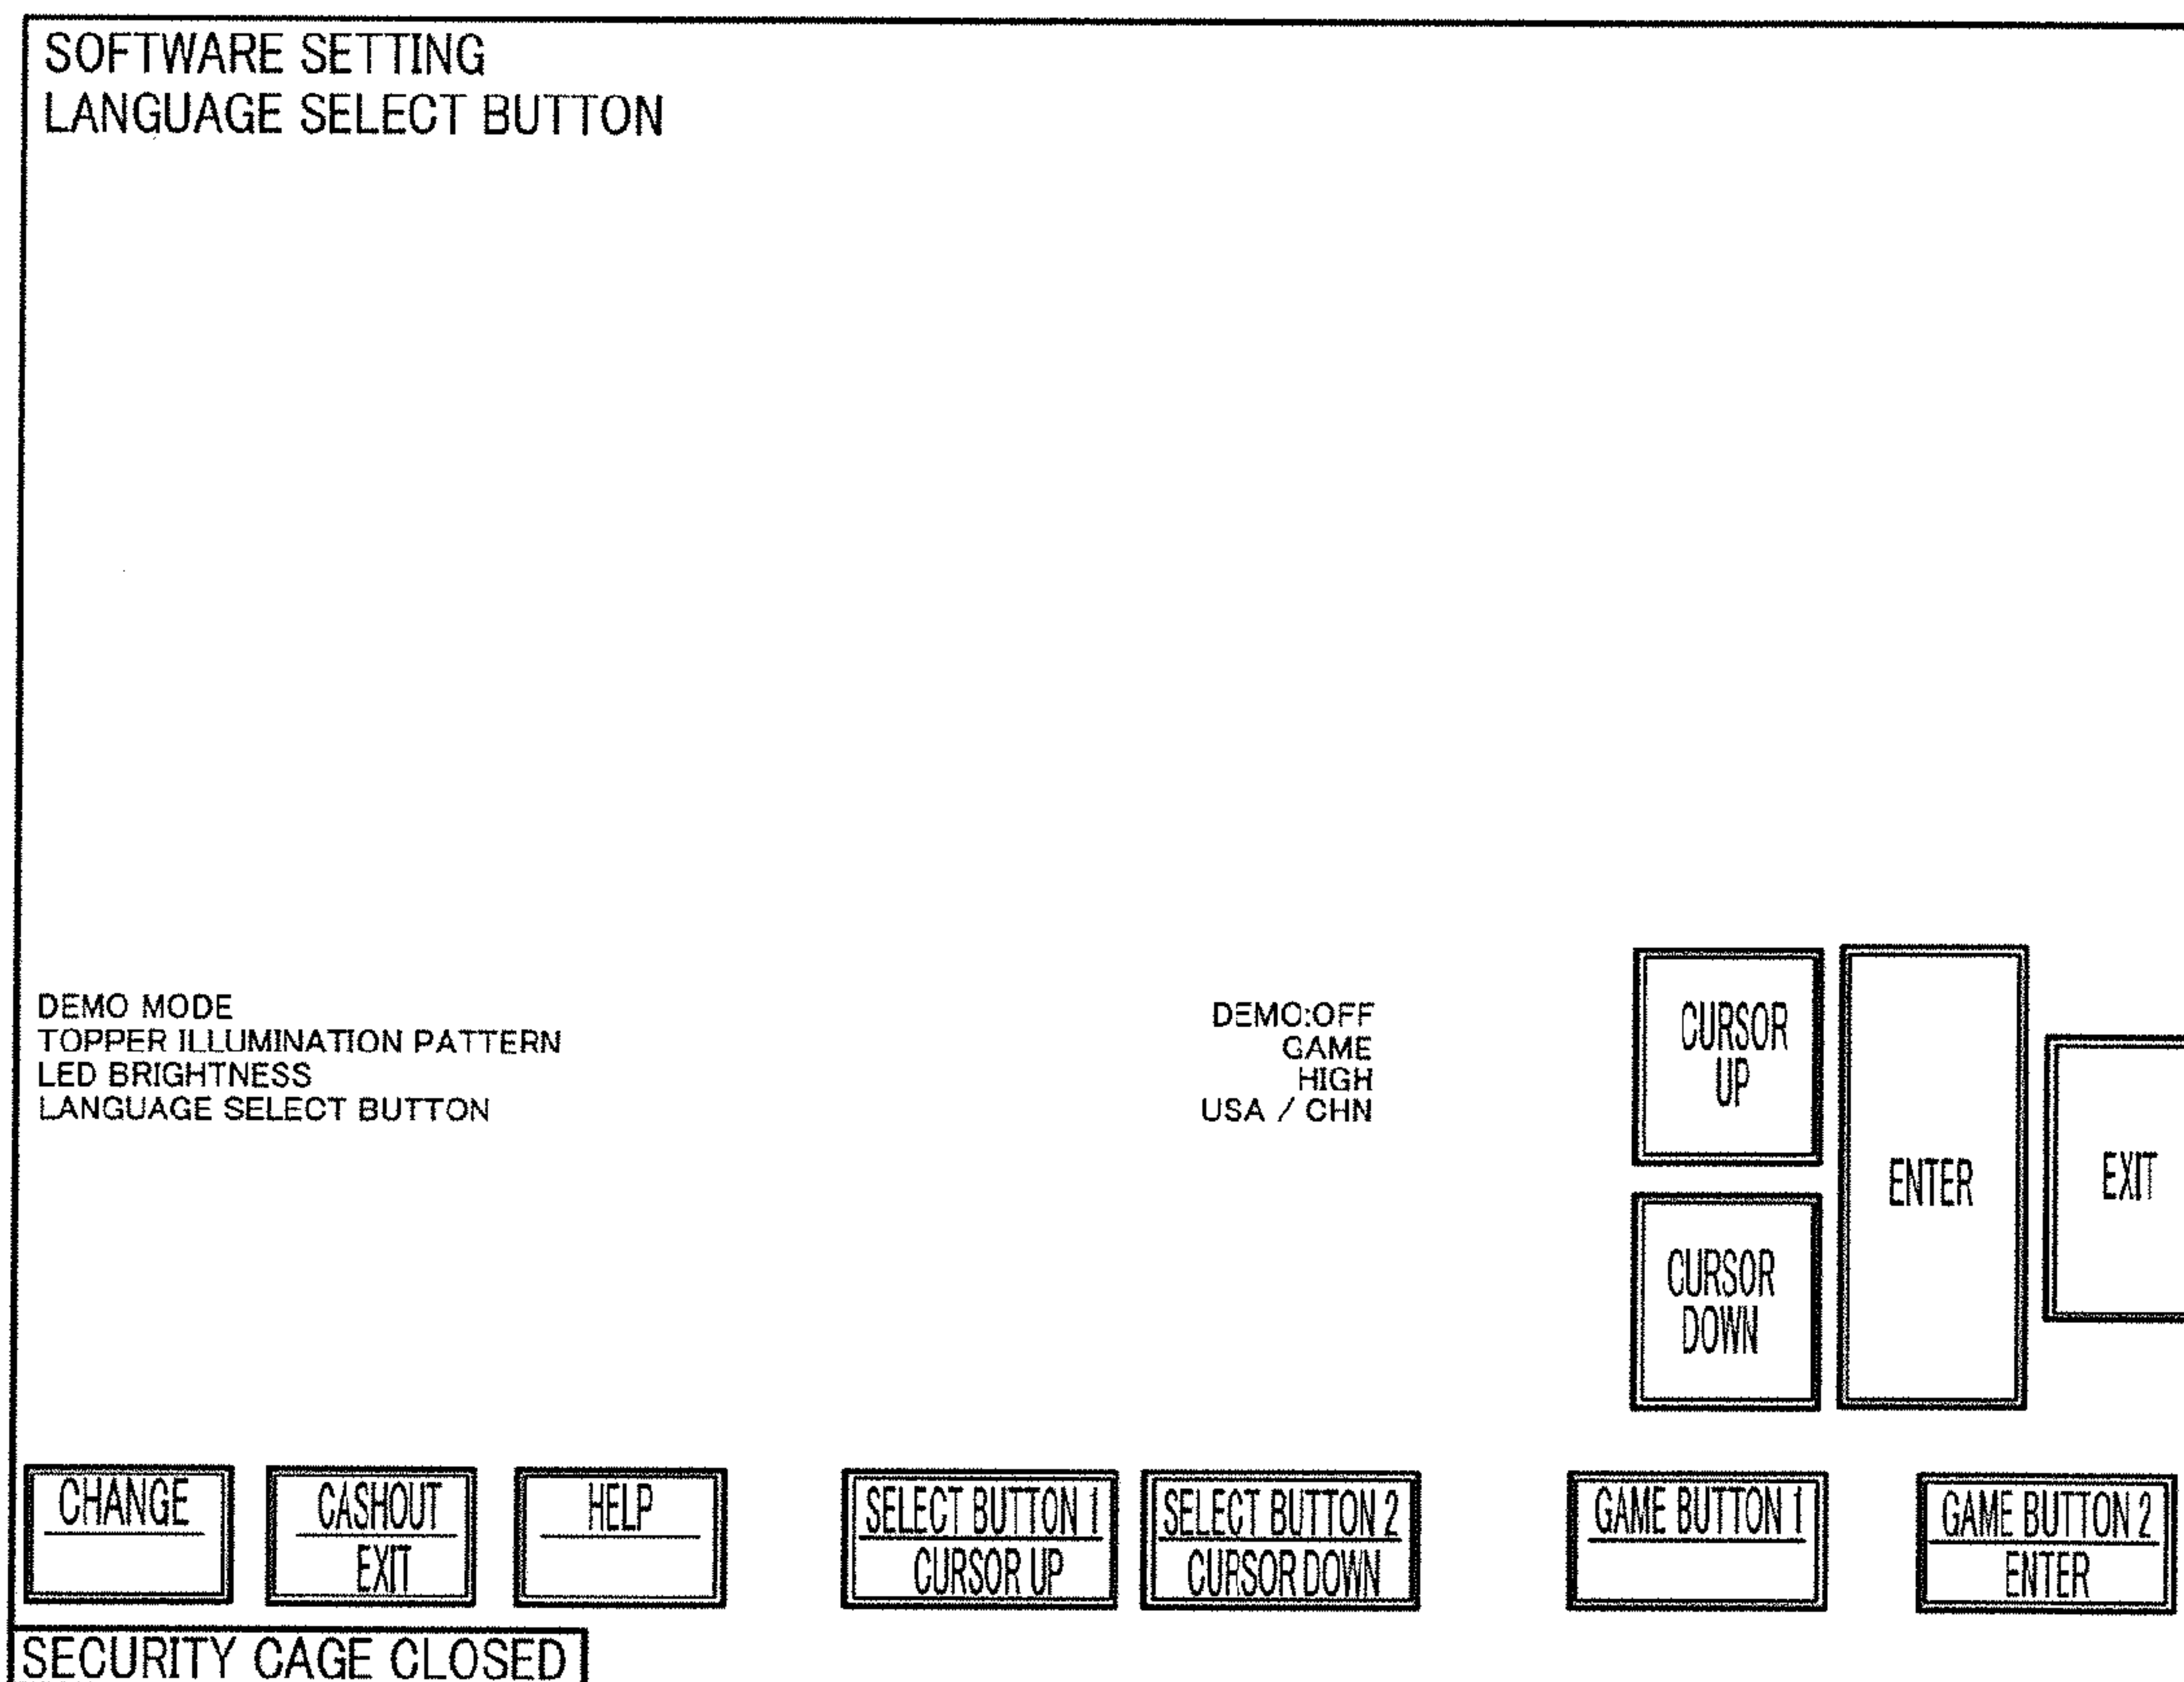 SOFTWARE SETTING
LANGUAGE SELECT BUTTON
DEMO MODE DEMO:OFF
TOPPER ILLUMINATION PATTERN GAME
LED BRIGHTNESS HIGH
LANGUAGE SELECT BUTTON USA / CHN
CURSOR
UP
CURSOR
DOWN
ENTER
EXIT
CHANGE
CASHOUT
EXIT
HELP
SELECT BUTTON 1
CURSOR UP
SELECT BUTTON 2
CURSOR DOWN
GAME BUTTON 1
GAME BUTTON 2
ENTER
SECURITY CAGE CLOSED